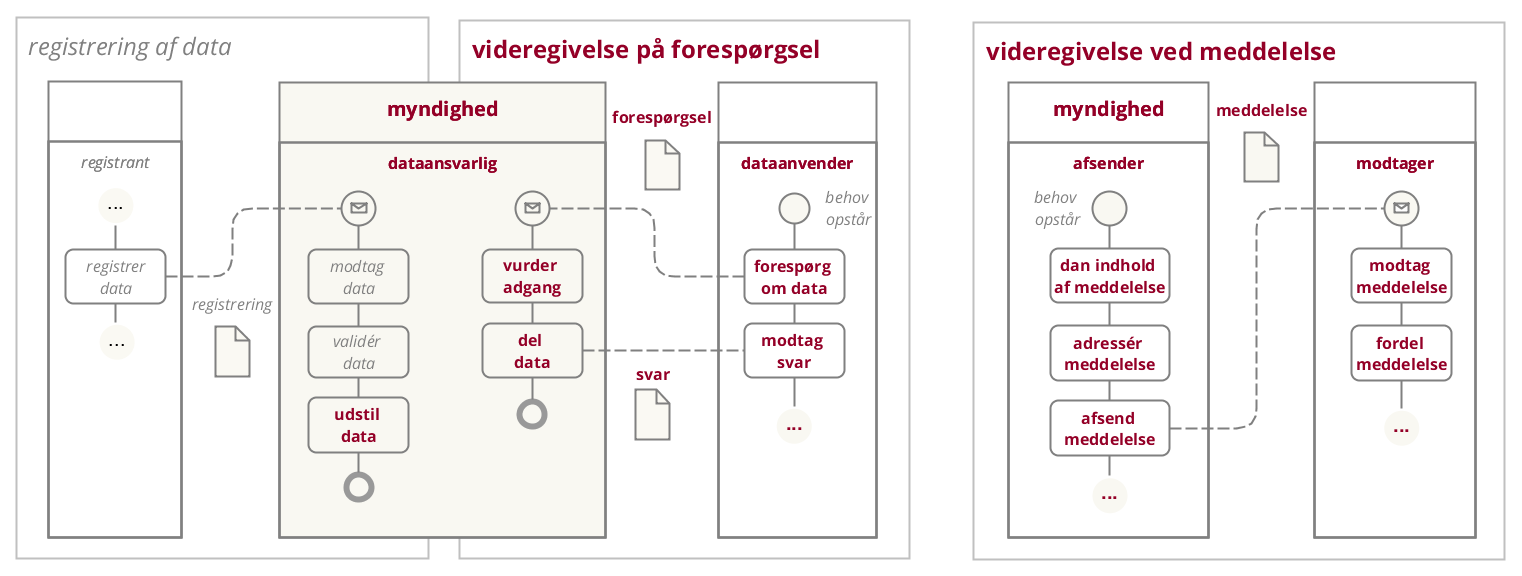 registrering af data
registrant
...
registrer
data
...
registrering
videregivelse på forespørgsel
myndighed
dataansvarlig
modtag
data
validér
data
udstil
data
vurder
adgang
del
data
forespørgsel
svar
dataanvender
behov
opstår
forespørg
om data
modtag
svar
...
videregivelse ved meddelelse
myndighed
afsender
behov
opstår
dan indhold
af meddelelse
adressér
meddelelse
afsend
meddelelse
...
meddelelse
modtager
modtag
meddelelse
fordel
meddelelse
...